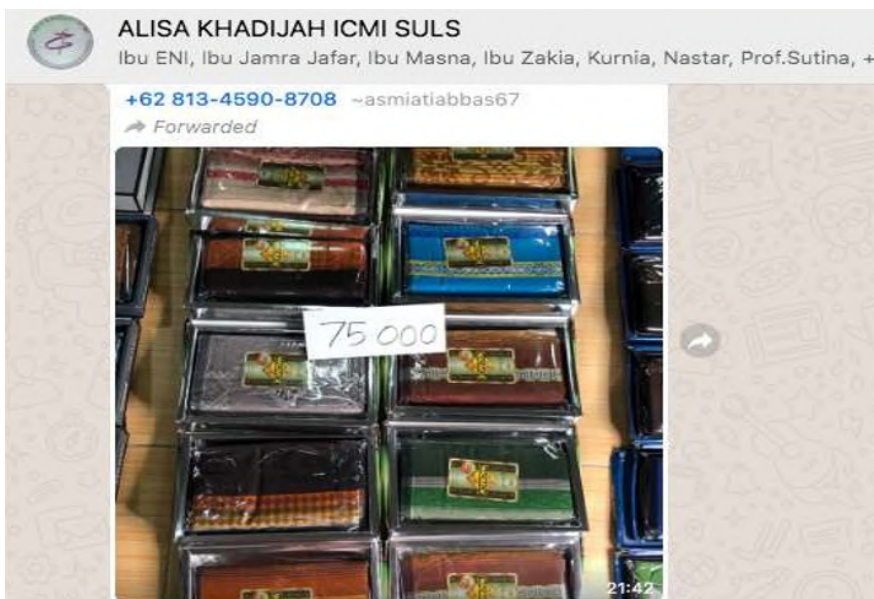 ALISA KHADIJAH ICMI SULS
Ibu ENI, Ibu Jamra Jafar, Ibu Masna, Ibu Zakia, Kurnia, Nastar, Prof.Sutina, +
+62 813-4590-8708 ~asmiatiabbas67
Forwarded
75 000
21:42